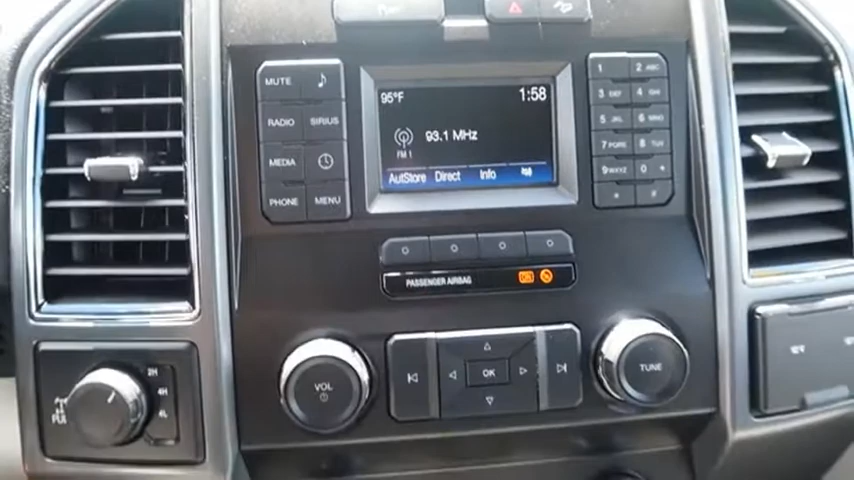 MUTE
RADIO SIRIUS
MEDIA
PHONE MENU
95°F 1:58
FM 1 93.1 MHz
AutStore Direct Info
1 2 ABC
3 DEF 4 GHI
5 JKL 6 MNO
7 PQRS 8 TUV
9 WXYZ 0
* #
PASSENGER AIRBAG
2H
4H
4L
VOL
OK
TUNE